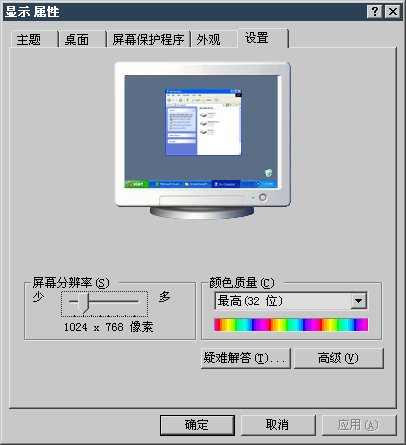 显示 属性
主题 桌面 屏幕保护程序 外观 设置
start
屏幕分辨率(S)
少 多
1024 x 768 像素
颜色质量(C)
最高(32 位)
疑难解答(T)... 高级(V)
确定 取消 应用(A)